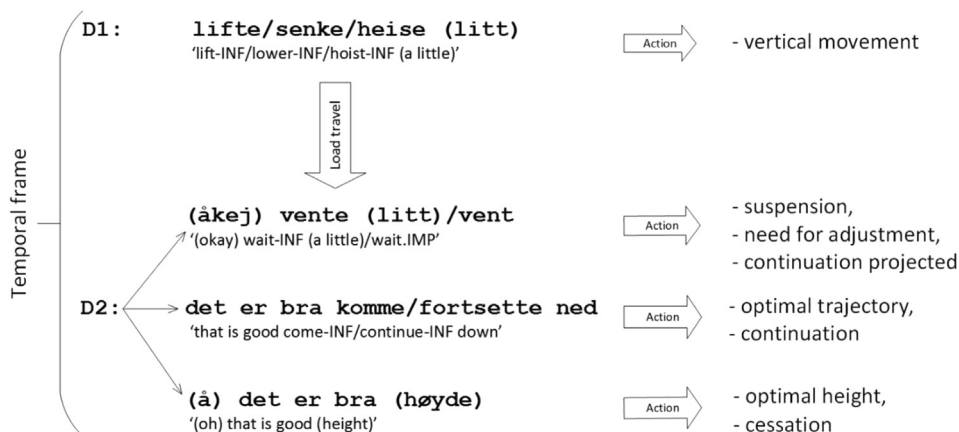 D1: lifte/senke/heise (litt)
‘lift-INF/lower-INF/hoist-INF (a little)’
Action
- vertical movement
Load travel
Temporal frame
(åkej) vente (litt)/vent
‘(okay) wait-INF (a little)/wait.IMP’
Action
- suspension,
- need for adjustment,
- continuation projected
D2: det er bra komme/fortsette ned
‘that is good come-INF/continue-INF down’
Action
- optimal trajectory,
- continuation
(å) det er bra (høyde)
‘(oh) that is good (height)’
Action
- optimal height,
- cessation